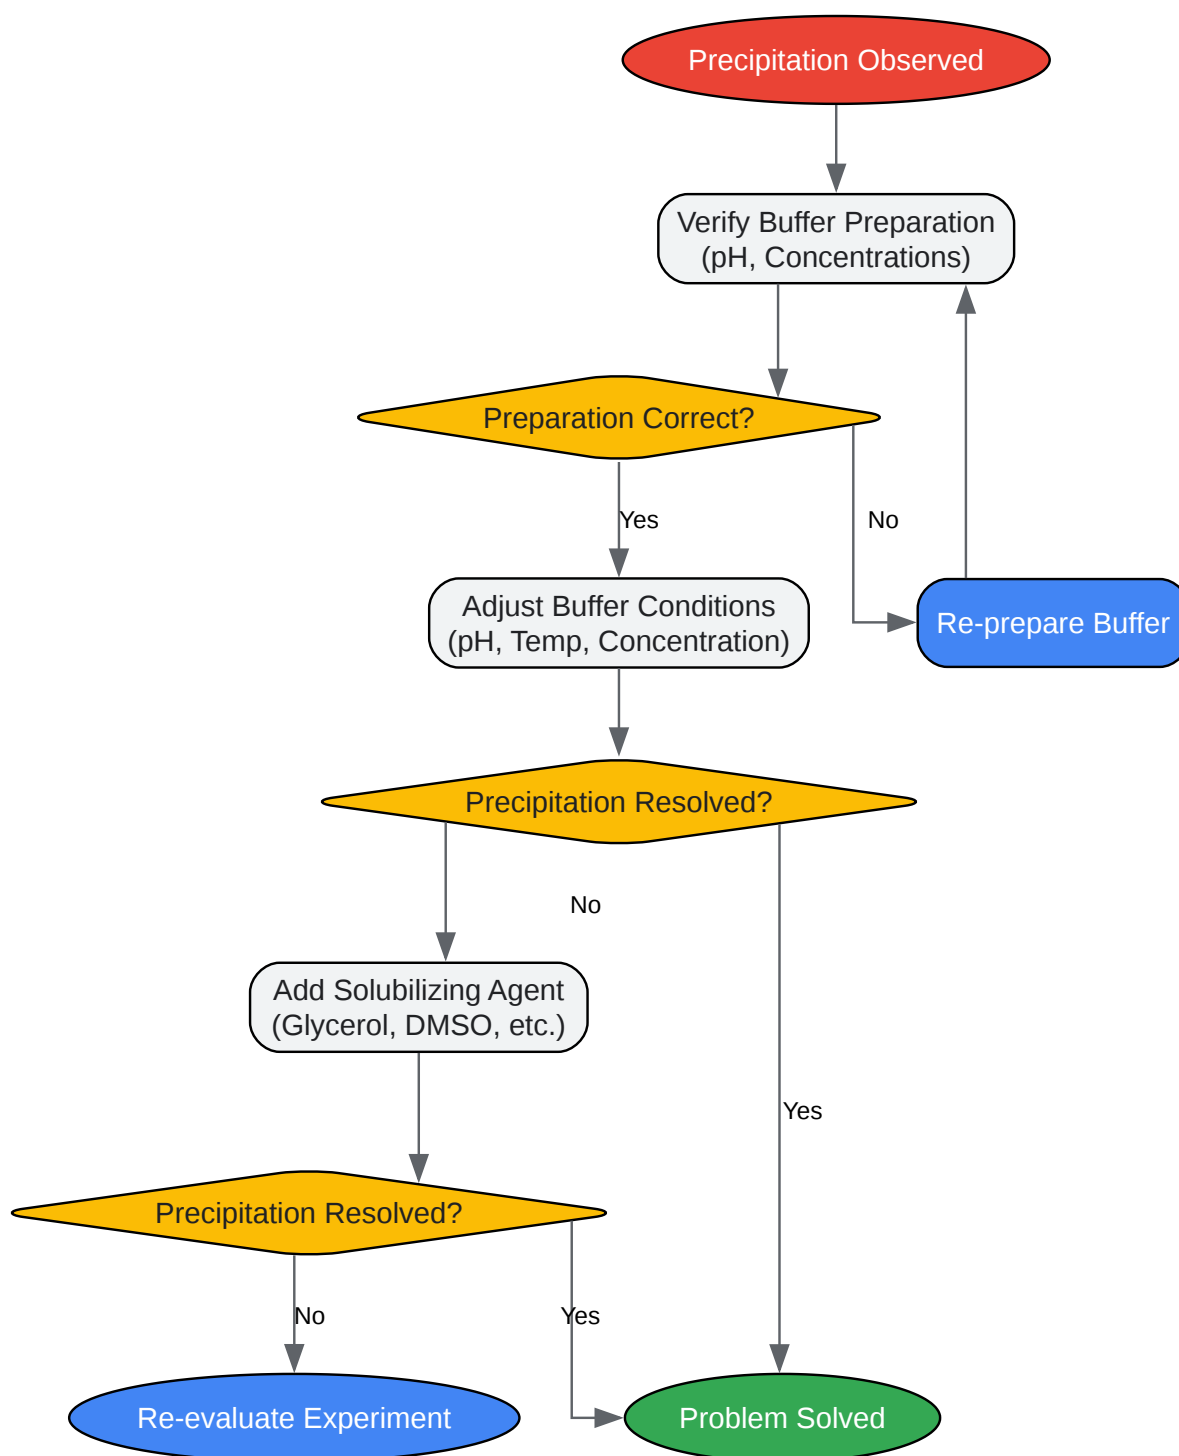 Precipitation Observed
Verify Buffer Preparation
(pH, Concentrations)
Preparation Correct?
Yes
No
Adjust Buffer Conditions
(pH, Temp, Concentration)
Re-prepare Buffer
Precipitation Resolved?
No
Add Solubilizing Agent
(Glycerol, DMSO, etc.)
Yes
Precipitation Resolved?
No
Yes
Re-evaluate Experiment
Problem Solved